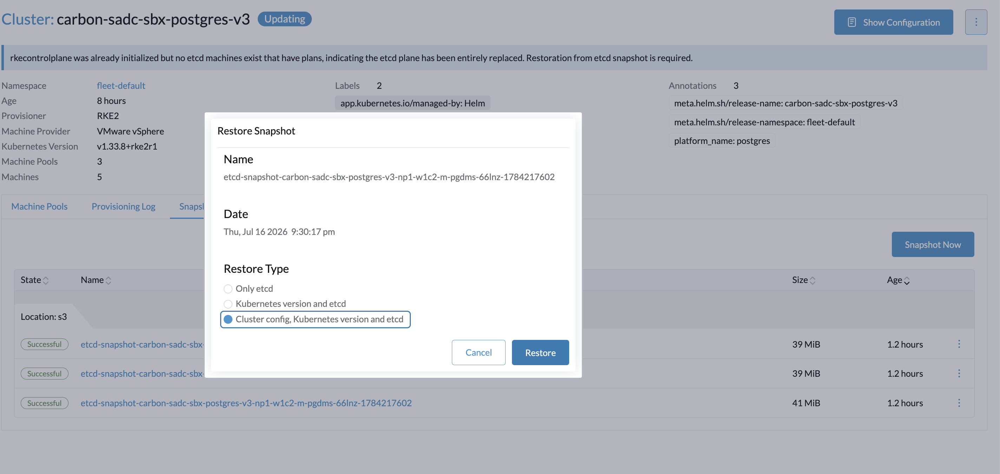 Cluster: carbon-sadc-sbx-postgres-v3 Updating
Show Configuration
rkecontrolplane was already initialized but no etcd machines exist that have plans, indicating the etcd plane has been entirely replaced. Restoration from etcd snapshot is required.
Namespace fleet-default
Age 8 hours
Provisioner RKE2
Machine Provider VMware vSphere
Kubernetes Version v1.33.8+rke2r1
Machine Pools 3
Machines 5
Labels 2
app.kubernetes.io/managed-by: Helm
Annotations 3
meta.helm.sh/release-name: carbon-sadc-sbx-postgres-v3
meta.helm.sh/release-namespace: fleet-default
platform_name: postgres
Machine Pools Provisioning Log Snapsh
Snapshot Now
State Name Size Age
Location: s3
Successful etcd-snapshot-carbon-sadc-sbx- 39 MiB 1.2 hours
Successful etcd-snapshot-carbon-sadc-sbx- 39 MiB 1.2 hours
Successful etcd-snapshot-carbon-sadc-sbx-postgres-v3-np1-w1c2-m-pgdms-66lnz-1784217602 41 MiB 1.2 hours
Restore Snapshot
Name
etcd-snapshot-carbon-sadc-sbx-postgres-v3-np1-w1c2-m-pgdms-66lnz-1784217602
Date
Thu, Jul 16 2026 9:30:17 pm
Restore Type
Only etcd
Kubernetes version and etcd
Cluster config, Kubernetes version and etcd
Cancel Restore